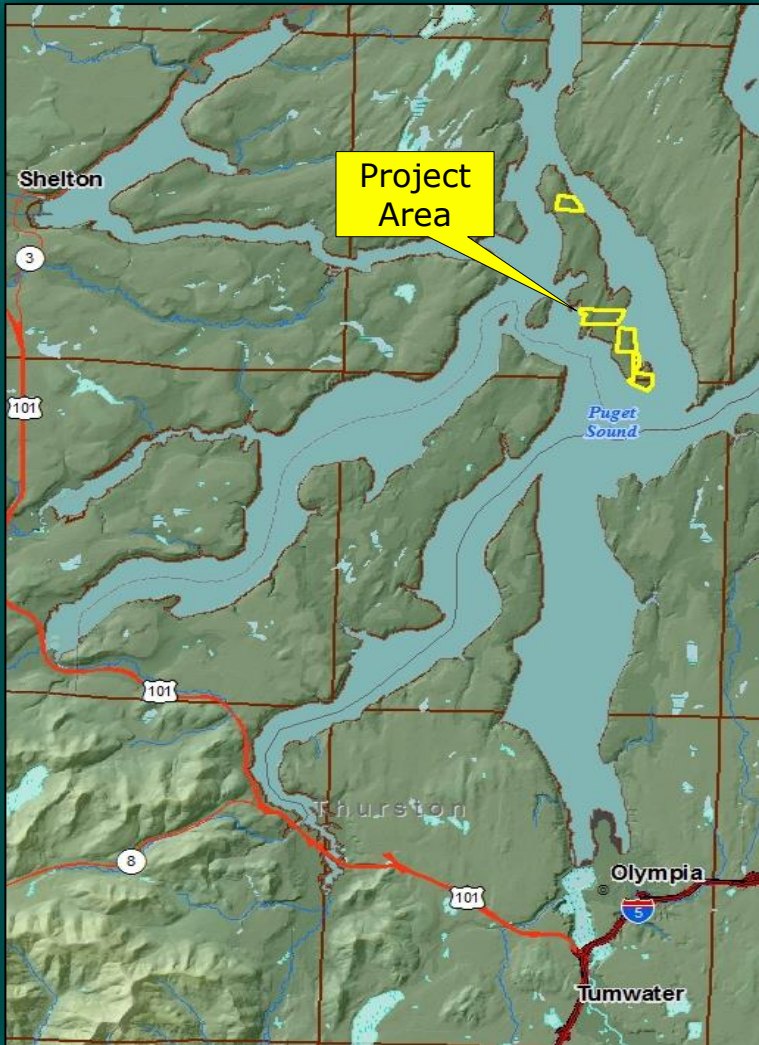 Shelton
Project
Area
3
101
Puget
Sound
101
Thurston
8
Olympia
101
5
Tumwater